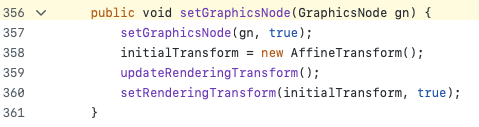 356 public void setGraphicsNode(GraphicsNode gn) {
357 setGraphicsNode(gn, true);
358 initialTransform = new AffineTransform();
359 updateRenderingTransform();
360 setRenderingTransform(initialTransform, true);
361 }